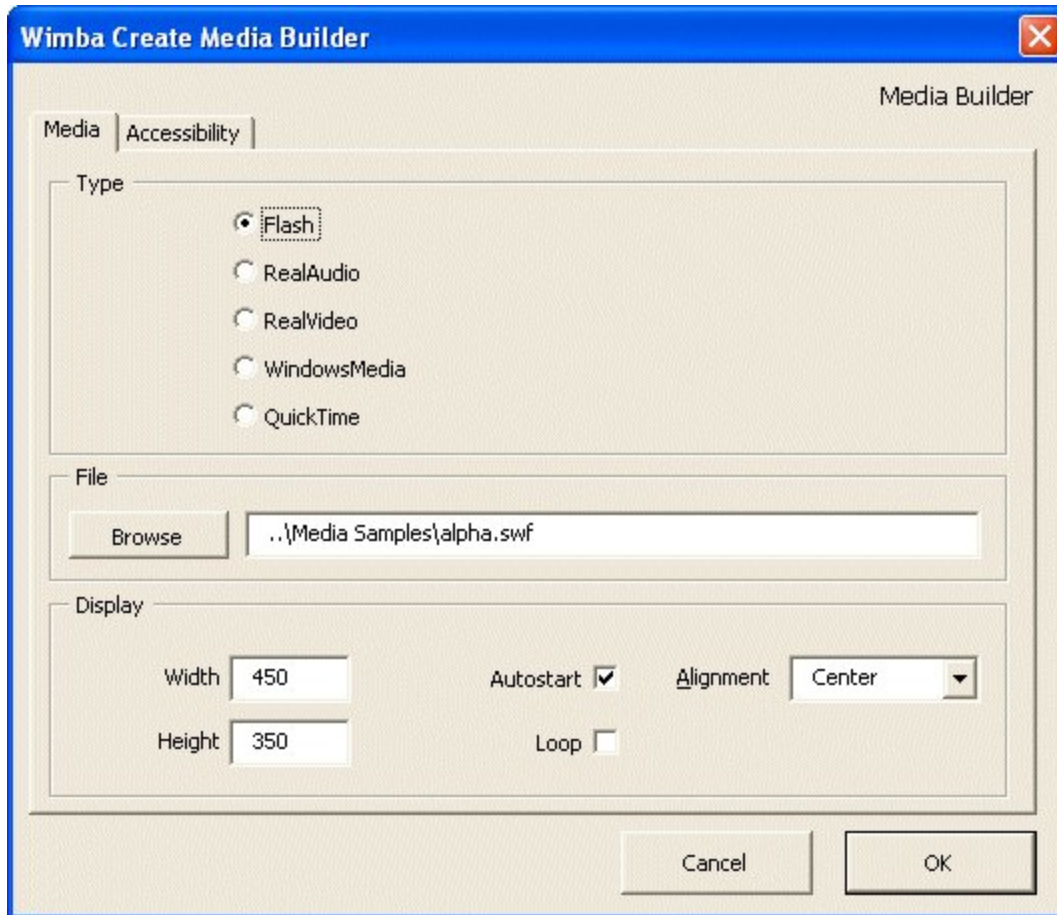 Wimba Create Media Builder
Media Builder
Media Accessibility
Type
Flash
RealAudio
RealVideo
WindowsMedia
QuickTime
File
Browse ..\Media Samples\alpha.swf
Display
Width 450 Autostart Alignment Center
Height 350 Loop
Cancel OK